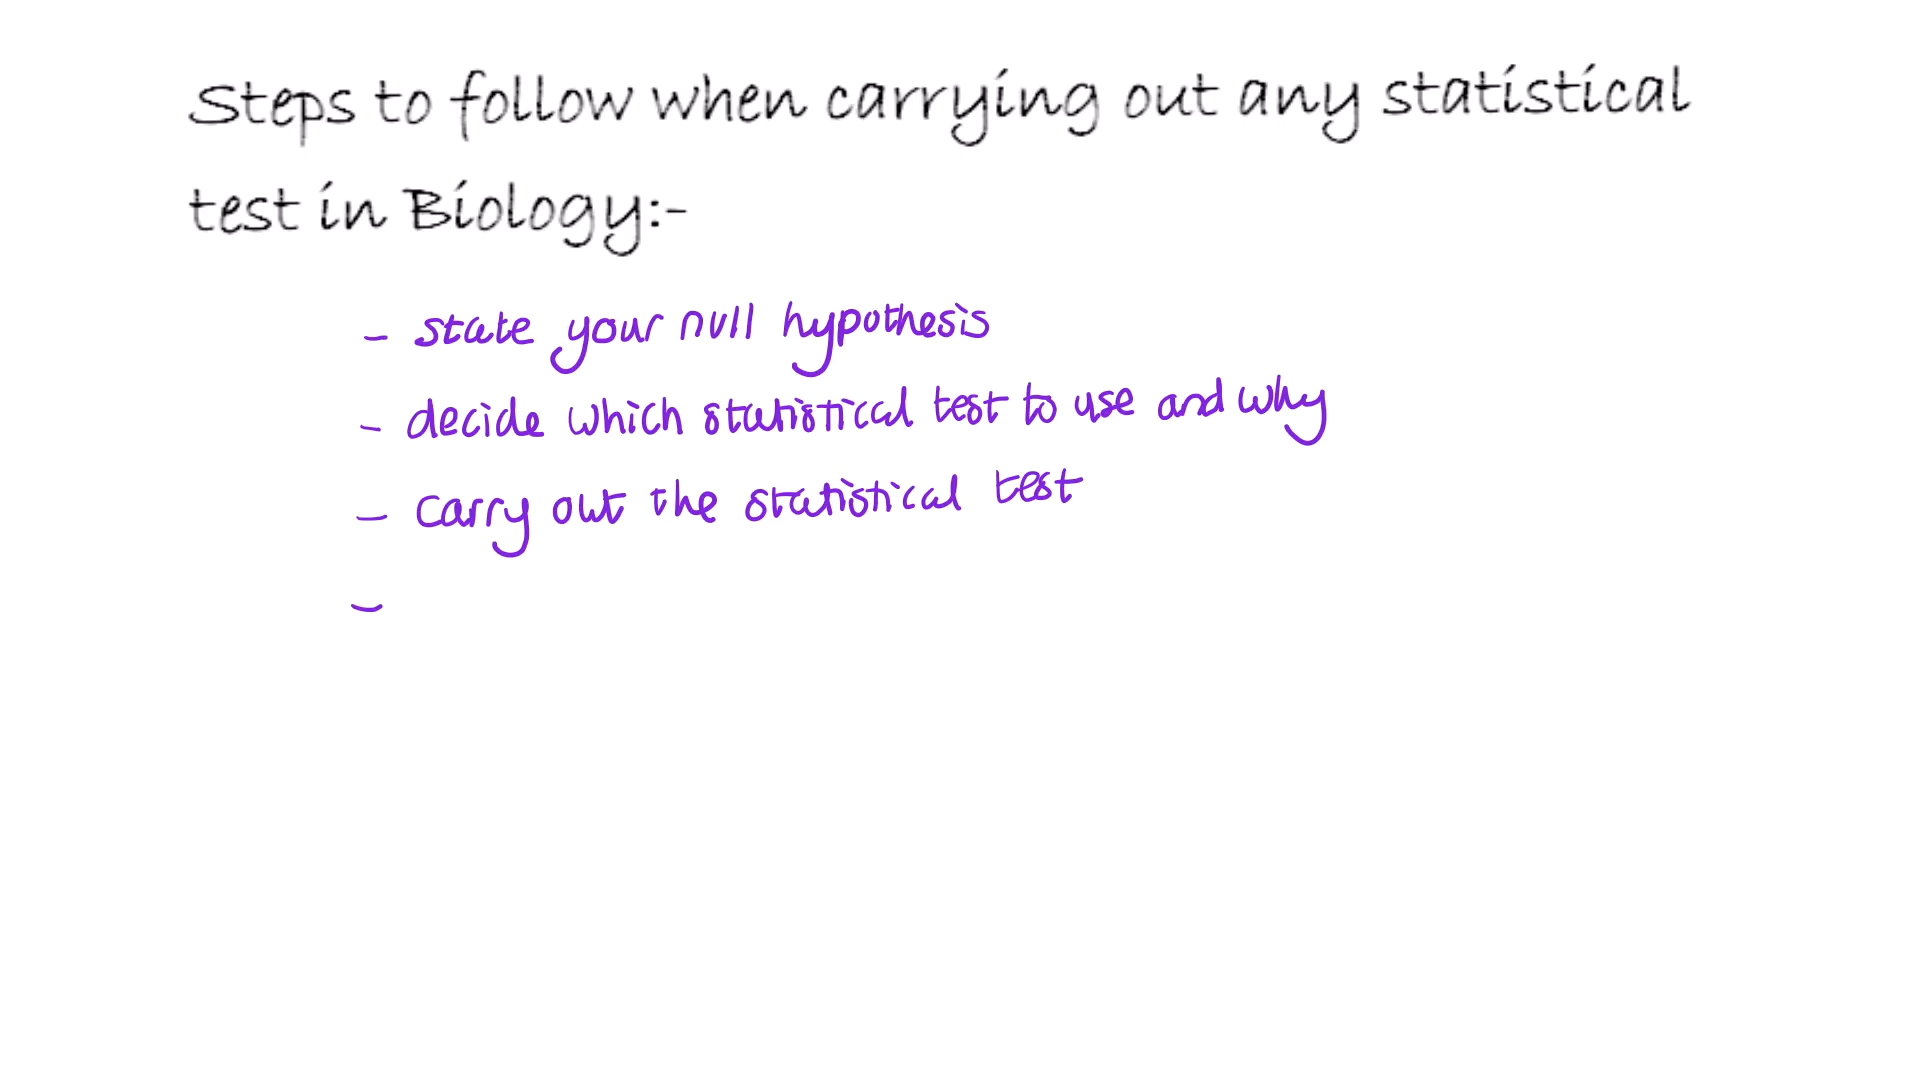 Steps to follow when carrying out any statistical
test in Biology:-
- state your null hypothesis
- decide which statistical test to use and why
- carry out the statistical test
-